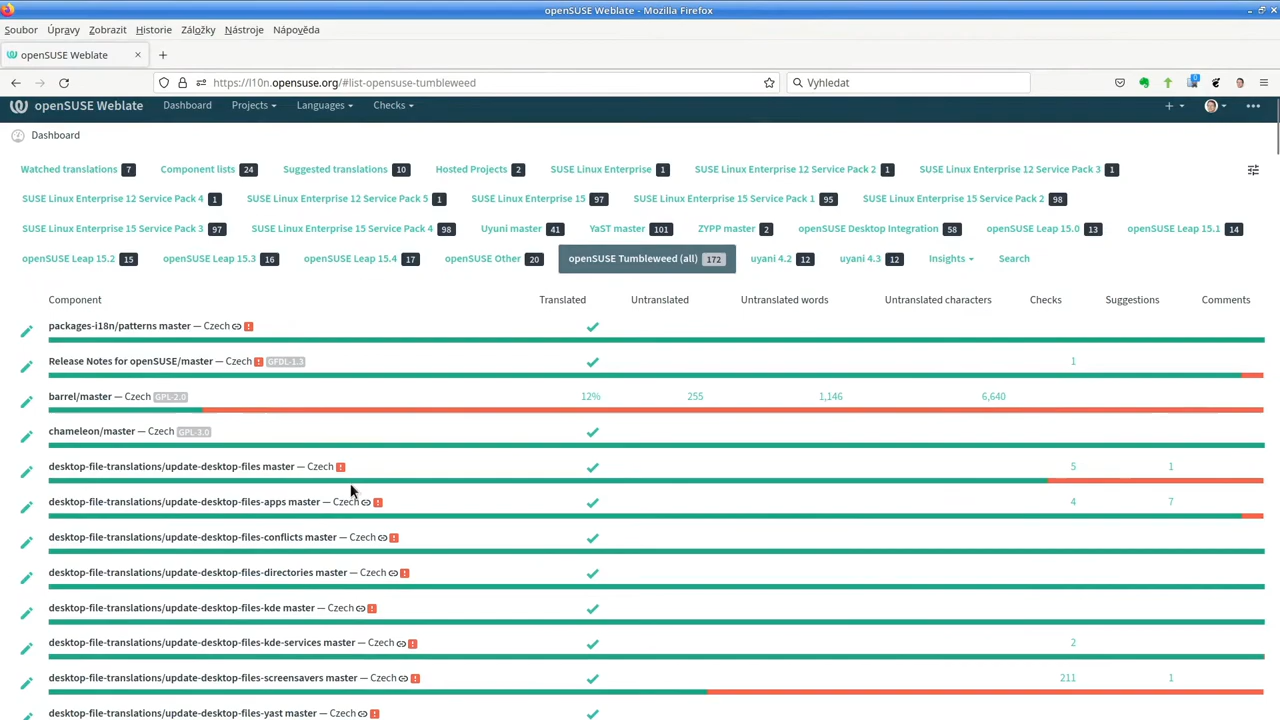 openSUSE Weblate - Mozilla Firefox
Soubor Úpravy Zobrazit Historie Záložky Nástroje Nápověda
openSUSE Weblate
https://l10n.opensuse.org/#list-opensuse-tumbleweed Vyhledat
openSUSE Weblate Dashboard Projects Languages Checks
Dashboard
Watched translations 7 Component lists 24 Suggested translations 10 Hosted Projects 2 SUSE Linux Enterprise 1 SUSE Linux Enterprise 12 Service Pack 2 1 SUSE Linux Enterprise 12 Service Pack 3 1
SUSE Linux Enterprise 12 Service Pack 4 1 SUSE Linux Enterprise 12 Service Pack 5 1 SUSE Linux Enterprise 15 97 SUSE Linux Enterprise 15 Service Pack 1 95 SUSE Linux Enterprise 15 Service Pack 2 98
SUSE Linux Enterprise 15 Service Pack 3 97 SUSE Linux Enterprise 15 Service Pack 4 98 Uyuni master 41 YaST master 101 ZYPP master 2 openSUSE Desktop Integration 58 openSUSE Leap 15.0 13 openSUSE Leap 15.1 14
openSUSE Leap 15.2 15 openSUSE Leap 15.3 16 openSUSE Leap 15.4 17 openSUSE Other 20 openSUSE Tumbleweed (all) 172 uyani 4.2 12 uyani 4.3 12 Insights Search
Component Translated Untranslated Untranslated words Untranslated characters Checks Suggestions Comments
packages-i18n/patterns master — Czech
Release Notes for openSUSE/master — Czech GFDL-1.3 1
barrel/master — Czech GPL-2.0 12% 255 1,146 6,640
chameleon/master — Czech GPL-3.0
desktop-file-translations/update-desktop-files master — Czech 5 1
desktop-file-translations/update-desktop-files-apps master — Czech 4 7
desktop-file-translations/update-desktop-files-conflicts master — Czech
desktop-file-translations/update-desktop-files-directories master — Czech
desktop-file-translations/update-desktop-files-kde master — Czech
desktop-file-translations/update-desktop-files-kde-services master — Czech 2
desktop-file-translations/update-desktop-files-screensavers master — Czech 211 1
desktop-file-translations/update-desktop-files-yast master — Czech